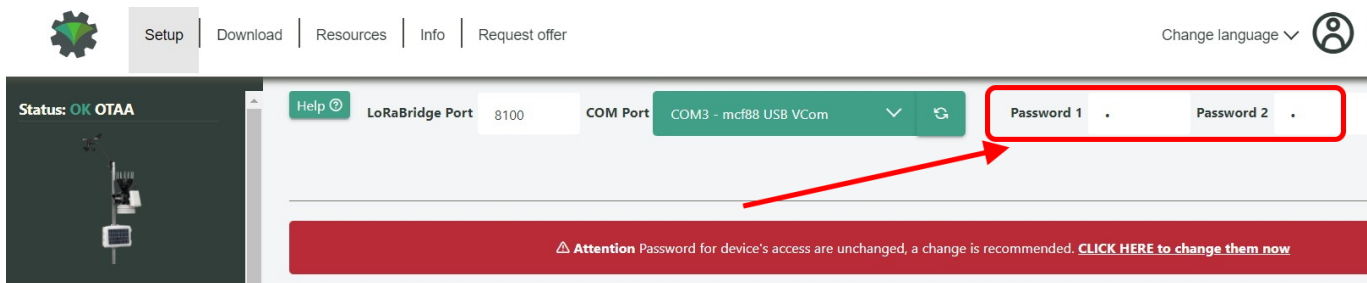 Setup
Download
Resources
Info
Request offer
Change language
Status: OK OTAA
Help
LoRaBridge Port
8100
COM Port
COM3 - mcf88 USB VCom
Password 1
.
Password 2
.
Attention Password for device's access are unchanged, a change is recommended. CLICK HERE to change them now